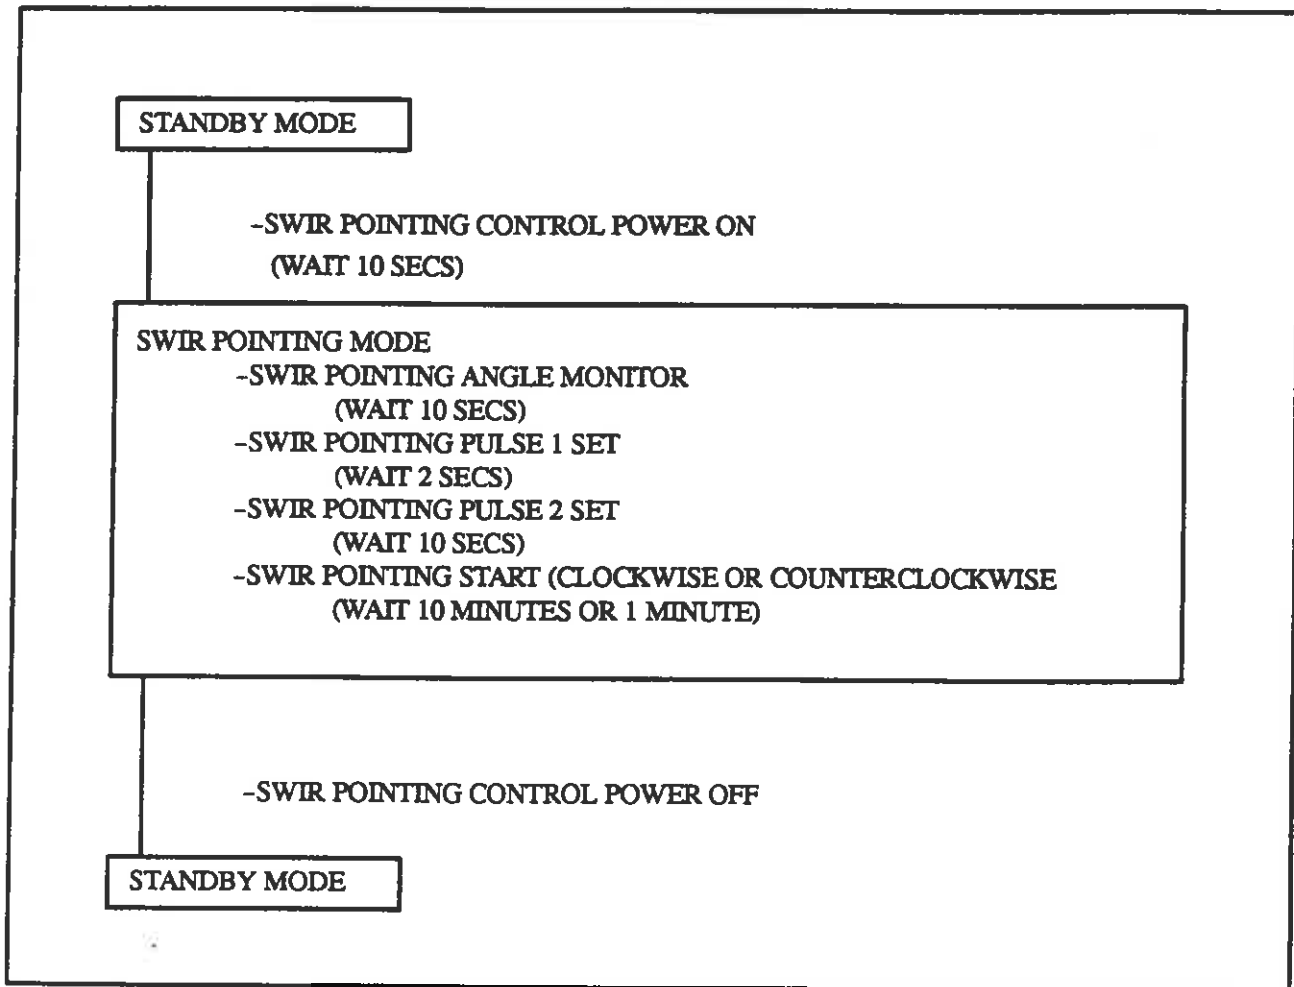 STANDBY MODE
-SWIR POINTING CONTROL POWER ON
(WAIT 10 SECS)
SWIR POINTING MODE
-SWIR POINTING ANGLE MONITOR
(WAIT 10 SECS)
-SWIR POINTING PULSE 1 SET
(WAIT 2 SECS)
-SWIR POINTING PULSE 2 SET
(WAIT 10 SECS)
-SWIR POINTING START (CLOCKWISE OR COUNTERCLOCKWISE
(WAIT 10 MINUTES OR 1 MINUTE)
-SWIR POINTING CONTROL POWER OFF
STANDBY MODE